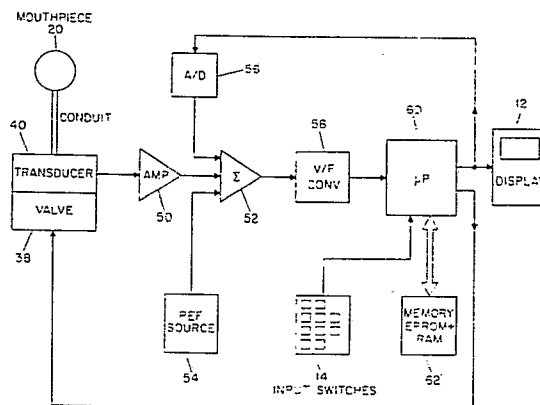 MOUTHPIECE
20
CONDUIT
40
TRANSDUCER
VALVE
38
AMP
50
A/D
56
Σ
52
REF
SOURCE
54
56
V/F
CONV
60
μP
12
DISPLAY
14
INPUT SWITCHES
MEMORY
EPROM+
RAM
62